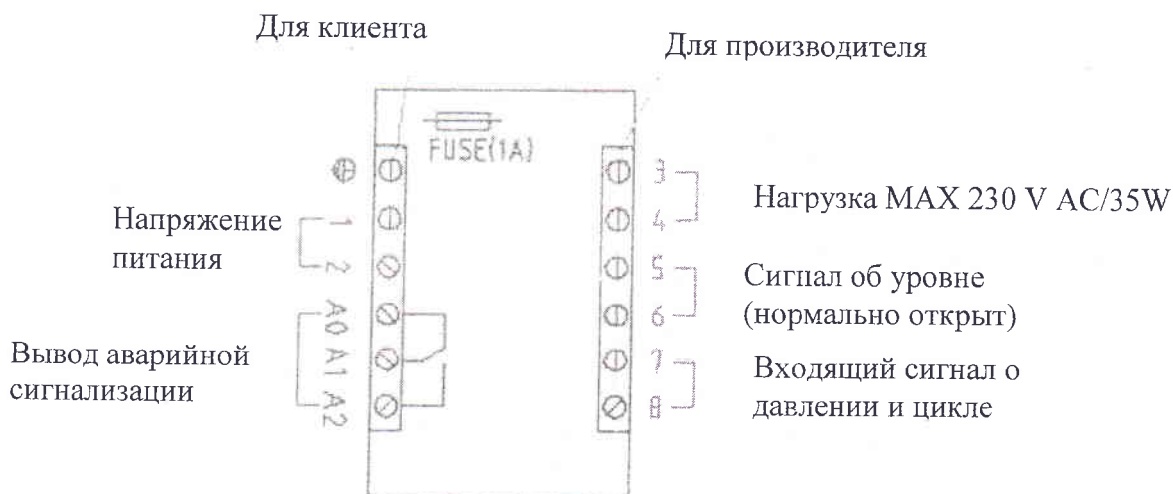 Для клиента
Для производителя
FUSE(1A)
Напряжение
питания
1
2
A0
A1
A2
Вывод аварийной
сигнализации
3
4
Нагрузка MAX 230 V AC/35W
5
6
Сигнал об уровне
(нормально открыт)
7
8
Входящий сигнал о
давлении и цикле